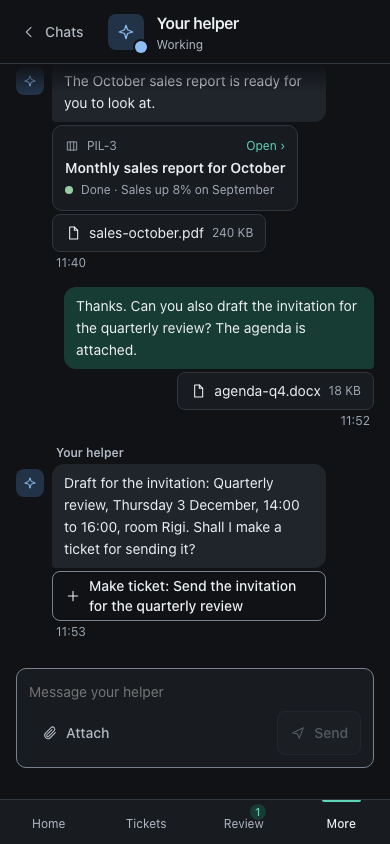 Chats
Your helper
Working
The October sales report is ready for
you to look at.
PIL-3
Open ›
Monthly sales report for October
Done · Sales up 8% on September
sales-october.pdf 240 KB
11:40
Thanks. Can you also draft the invitation for
the quarterly review? The agenda is
attached.
agenda-q4.docx 18 KB
11:52
Your helper
Draft for the invitation: Quarterly
review, Thursday 3 December, 14:00
to 16:00, room Rigi. Shall I make a
ticket for sending it?
Make ticket: Send the invitation
for the quarterly review
11:53
Message your helper
Attach
Send
Home
Tickets
Review
1
More